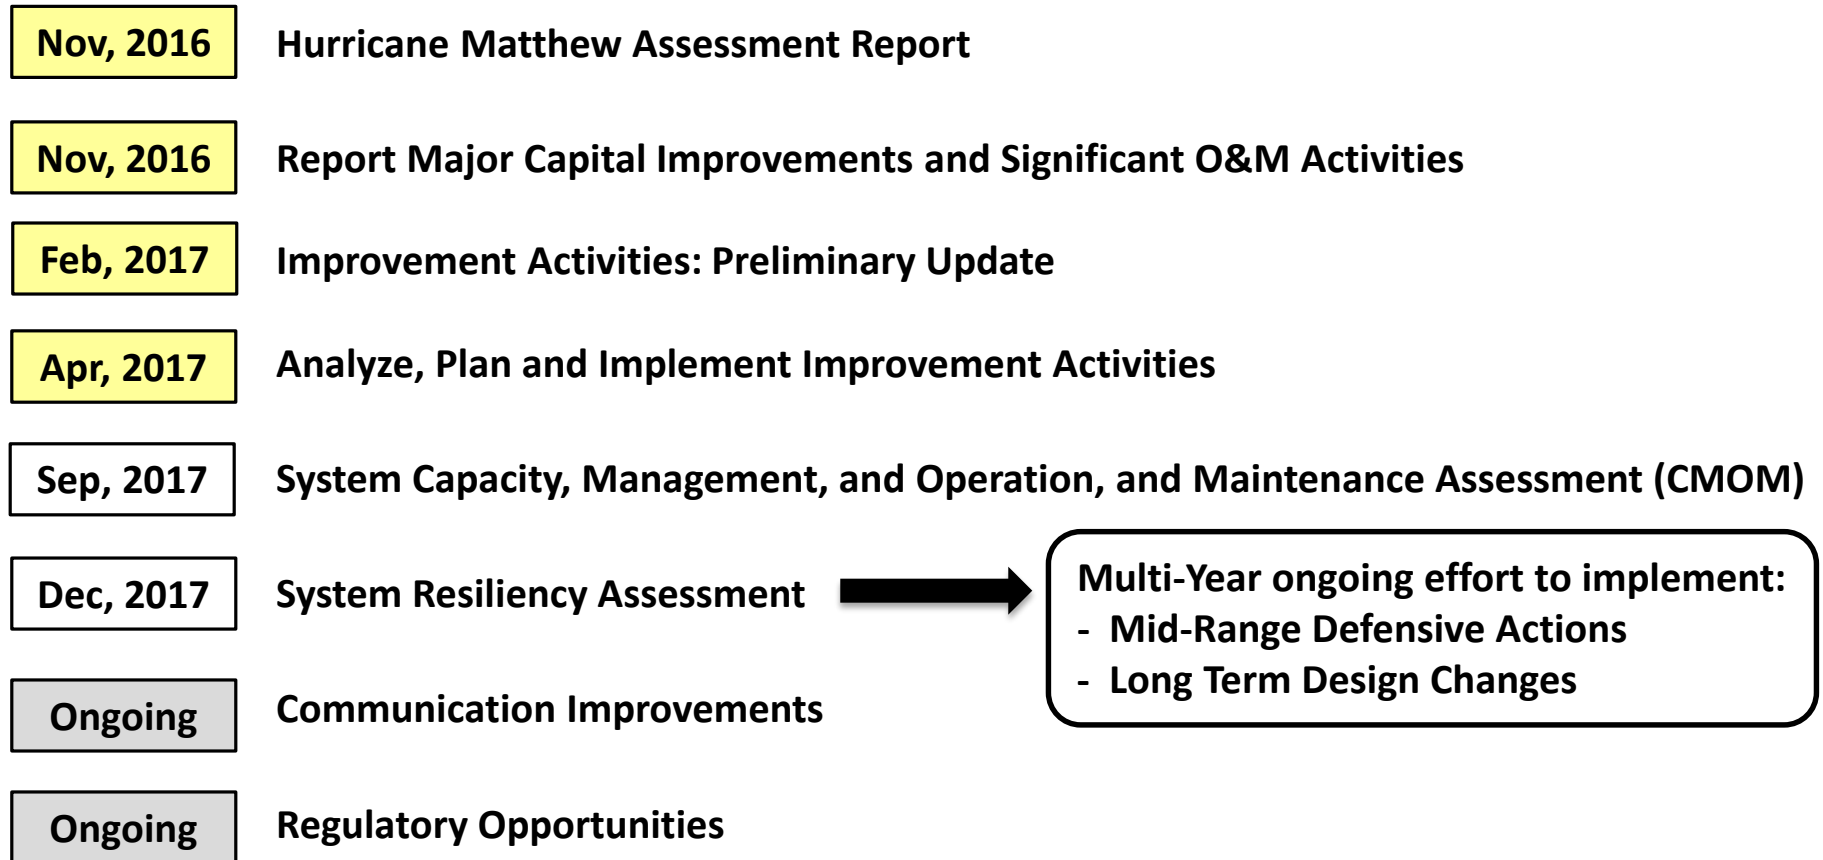 Nov, 2016 Hurricane Matthew Assessment Report
Nov, 2016 Report Major Capital Improvements and Significant O&M Activities
Feb, 2017 Improvement Activities: Preliminary Update
Apr, 2017 Analyze, Plan and Implement Improvement Activities
Sep, 2017 System Capacity, Management, and Operation, and Maintenance Assessment (CMOM)
Dec, 2017 System Resiliency Assessment
Multi-Year ongoing effort to implement:
- Mid-Range Defensive Actions
- Long Term Design Changes
Ongoing Communication Improvements
Ongoing Regulatory Opportunities